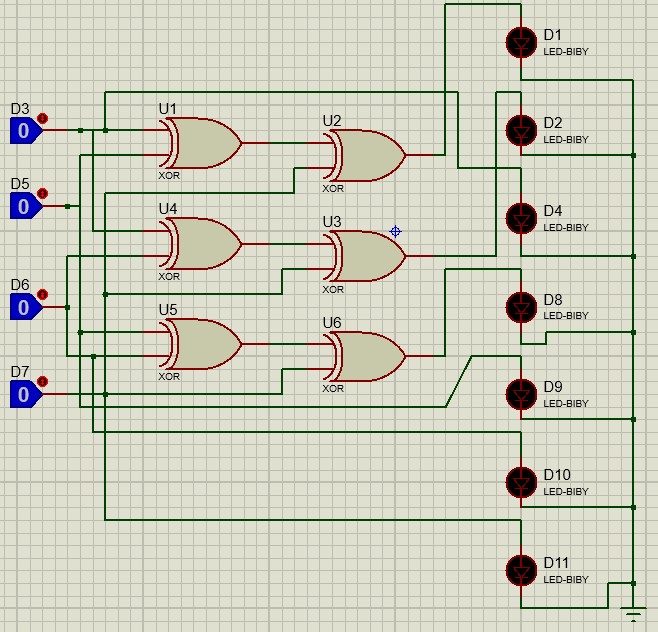 D1
LED-BIBY
D3
0
U1
XOR
U2
XOR
D2
LED-BIBY
D5
0
U4
XOR
U3
XOR
D4
LED-BIBY
D6
0
U5
XOR
U6
XOR
D8
LED-BIBY
D7
0
D9
LED-BIBY
D10
LED-BIBY
D11
LED-BIBY